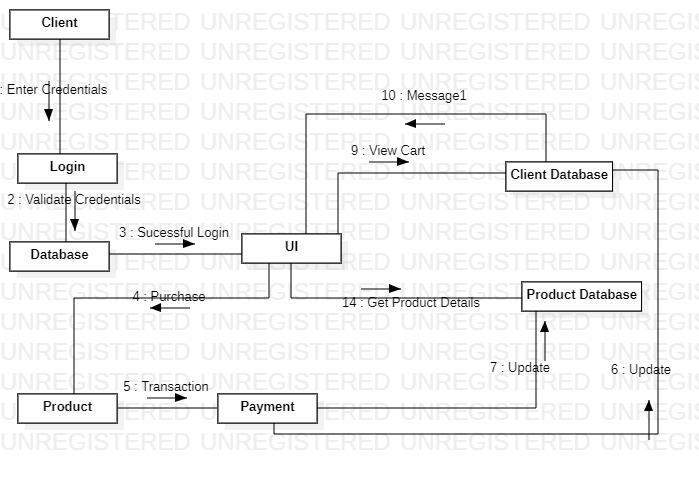 UNREGISTERED UNREGISTERED UNREGISTERED UNREGIS
Client
: Enter Credentials
10 : Message1
9 : View Cart
Login
Client Database
2 : Validate Credentials
3 : Sucessful Login
UI
Database
4 : Purchase
14 : Get Product Details
Product Database
7 : Update
6 : Update
5 : Transaction
Product
Payment